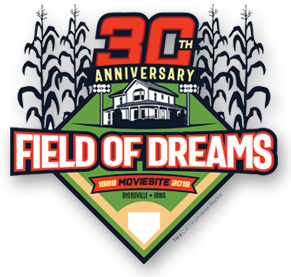 30TH
ANNIVERSARY
FIELD OF DREAMS
1989 MOVIESITE 2019
DYERSVILLE • IOWA